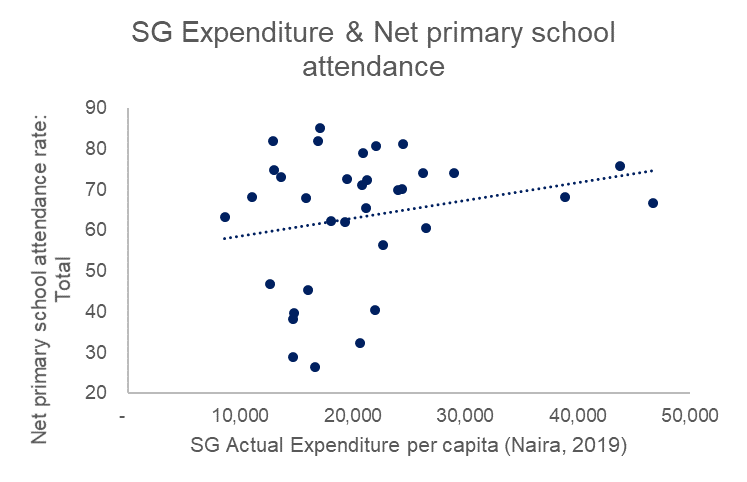 SG Expenditure & Net primary school
attendance
Net primary school attendance rate:
Total
90
80
70
60
50
40
30
20
-
10,000
20,000
30,000
40,000
50,000
SG Actual Expenditure per capita (Naira, 2019)